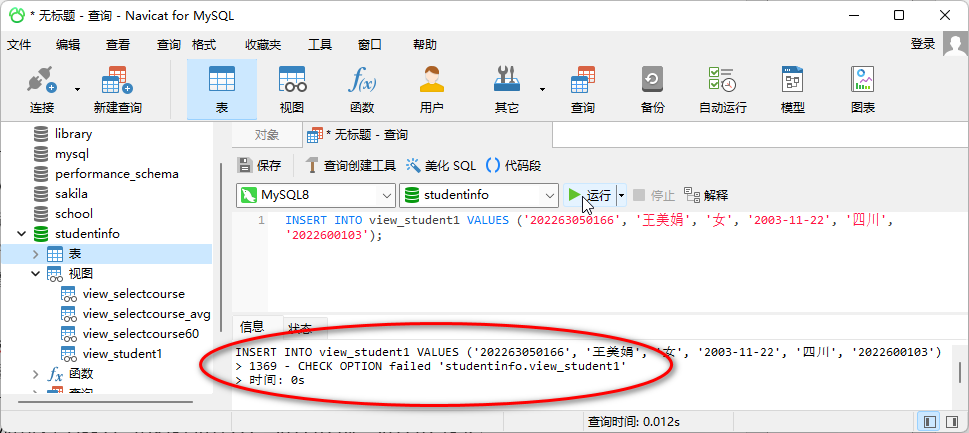 * 无标题 - 查询 - Navicat for MySQL
文件 编辑 查看 查询 格式 收藏夹 工具 窗口 帮助 登录
连接 新建查询 表 视图 函数 用户 其它 查询 备份 自动运行 模型 图表
library
mysql
performance_schema
sakila
school
studentinfo
表
视图
view_selectcourse
view_selectcourse_avg
view_selectcourse60
view_student1
函数
查询
对象 * 无标题 - 查询
保存 查询创建工具 美化 SQL 代码段
MySQL8 studentinfo 运行 停止 解释
1 INSERT INTO view_student1 VALUES ('202263050166', '王美娟', '女', '2003-11-22', '四川',
'2022600103');
信息 状态
INSERT INTO view_student1 VALUES ('202263050166', '王美娟', '女', '2003-11-22', '四川', '2022600103')
> 1369 - CHECK OPTION failed 'studentinfo.view_student1'
> 时间: 0s
查询时间: 0.012s